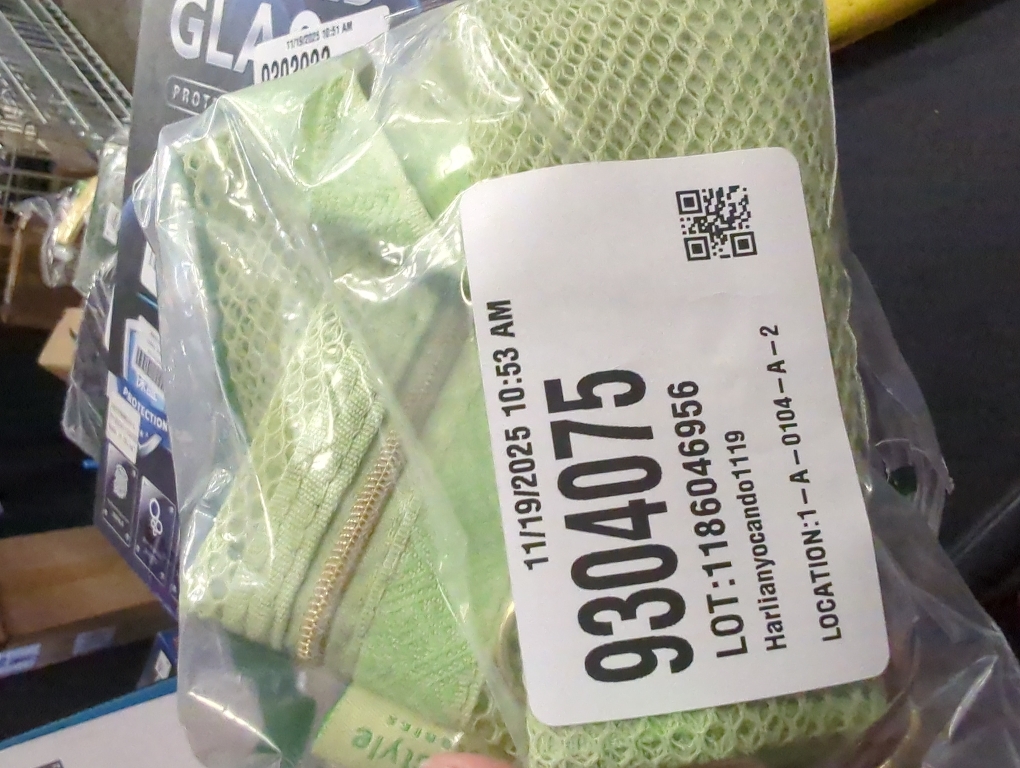 11/19/2025 10:53 AM
9304075
LOT:1186046956
Harlianyocando1119
LOCATION:1-A-0104-A-2
11/19/2025 10:51 AM
GLA
PROT
PROTECTION
style